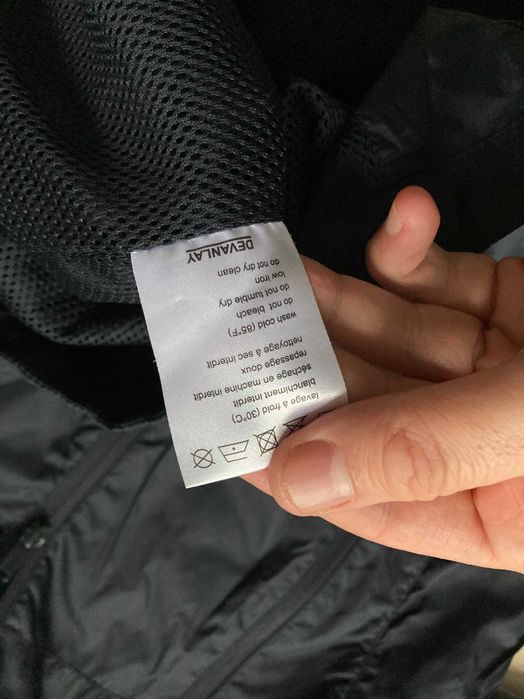 lavage à froid (30°C)
blanchiment interdit
séchage en machine interdit
repassage doux
nettoyage à sec interdit
wash cold (85°F)
do not bleach
do not tumble dry
low iron
do not dry clean
DEVANLAY